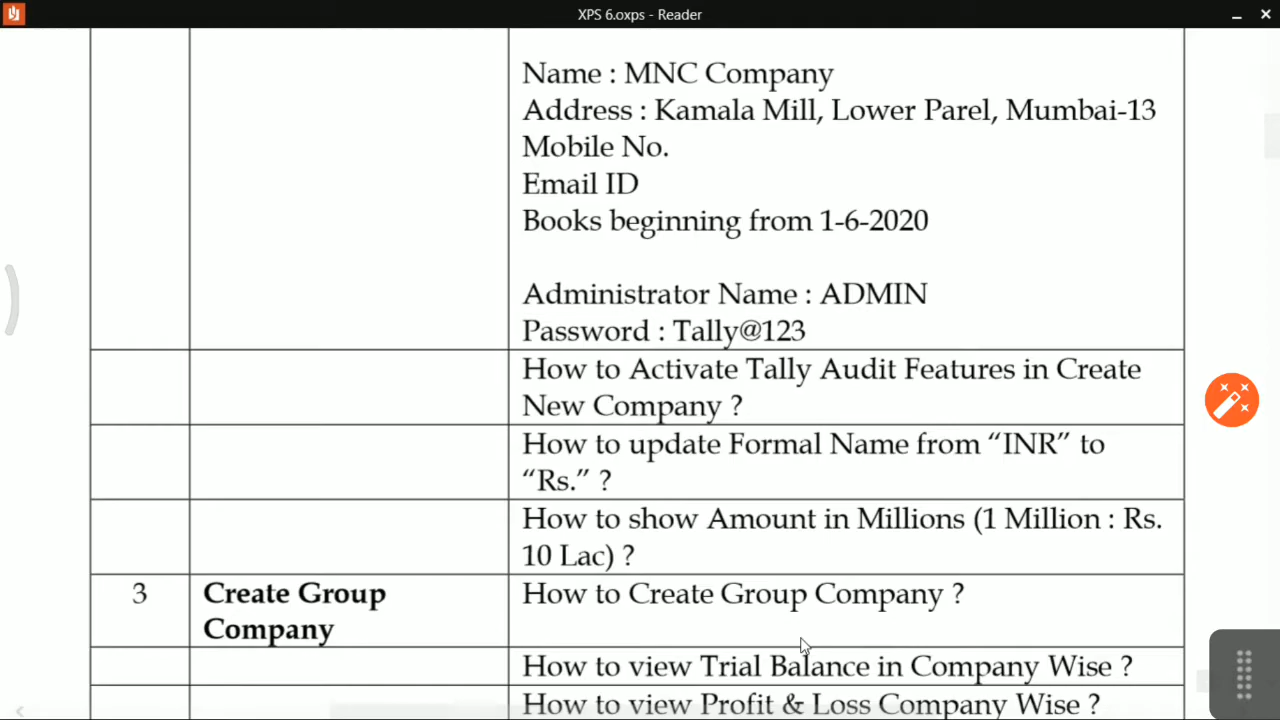 XPS 6.oxps - Reader
Name : MNC Company
Address : Kamala Mill, Lower Parel, Mumbai-13
Mobile No.
Email ID
Books beginning from 1-6-2020
Administrator Name : ADMIN
Password : Tally@123
How to Activate Tally Audit Features in Create
New Company ?
How to update Formal Name from “INR” to
“Rs.” ?
How to show Amount in Millions (1 Million : Rs.
10 Lac) ?
3
Create Group
Company
How to Create Group Company ?
How to view Trial Balance in Company Wise ?
How to view Profit & Loss Company Wise ?